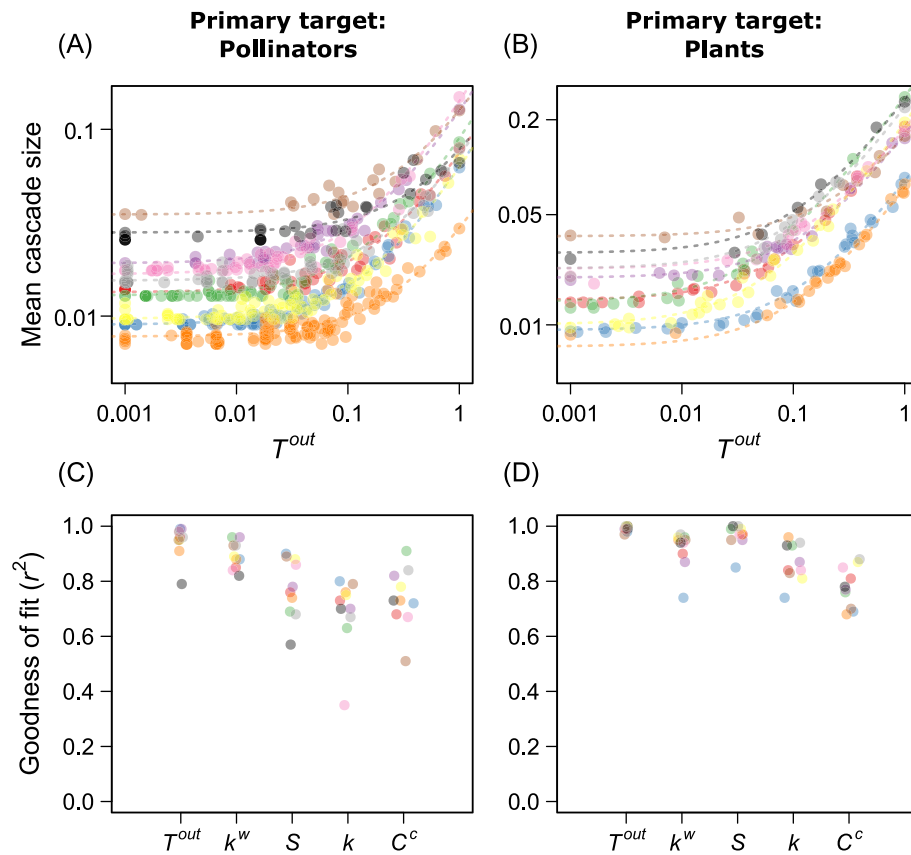 Primary target:
Pollinators
Primary target:
Plants
(A)
(B)
Mean cascade size
0.1
0.01
0.2
0.05
0.01
0.001 0.01 0.1 1
0.001 0.01 0.1 1
T^out
T^out
(C)
(D)
Goodness of fit (r²)
1.0
0.8
0.6
0.4
0.2
0.0
1.0
0.8
0.6
0.4
0.2
0.0
T^out k^w S k C^c
T^out k^w S k C^c